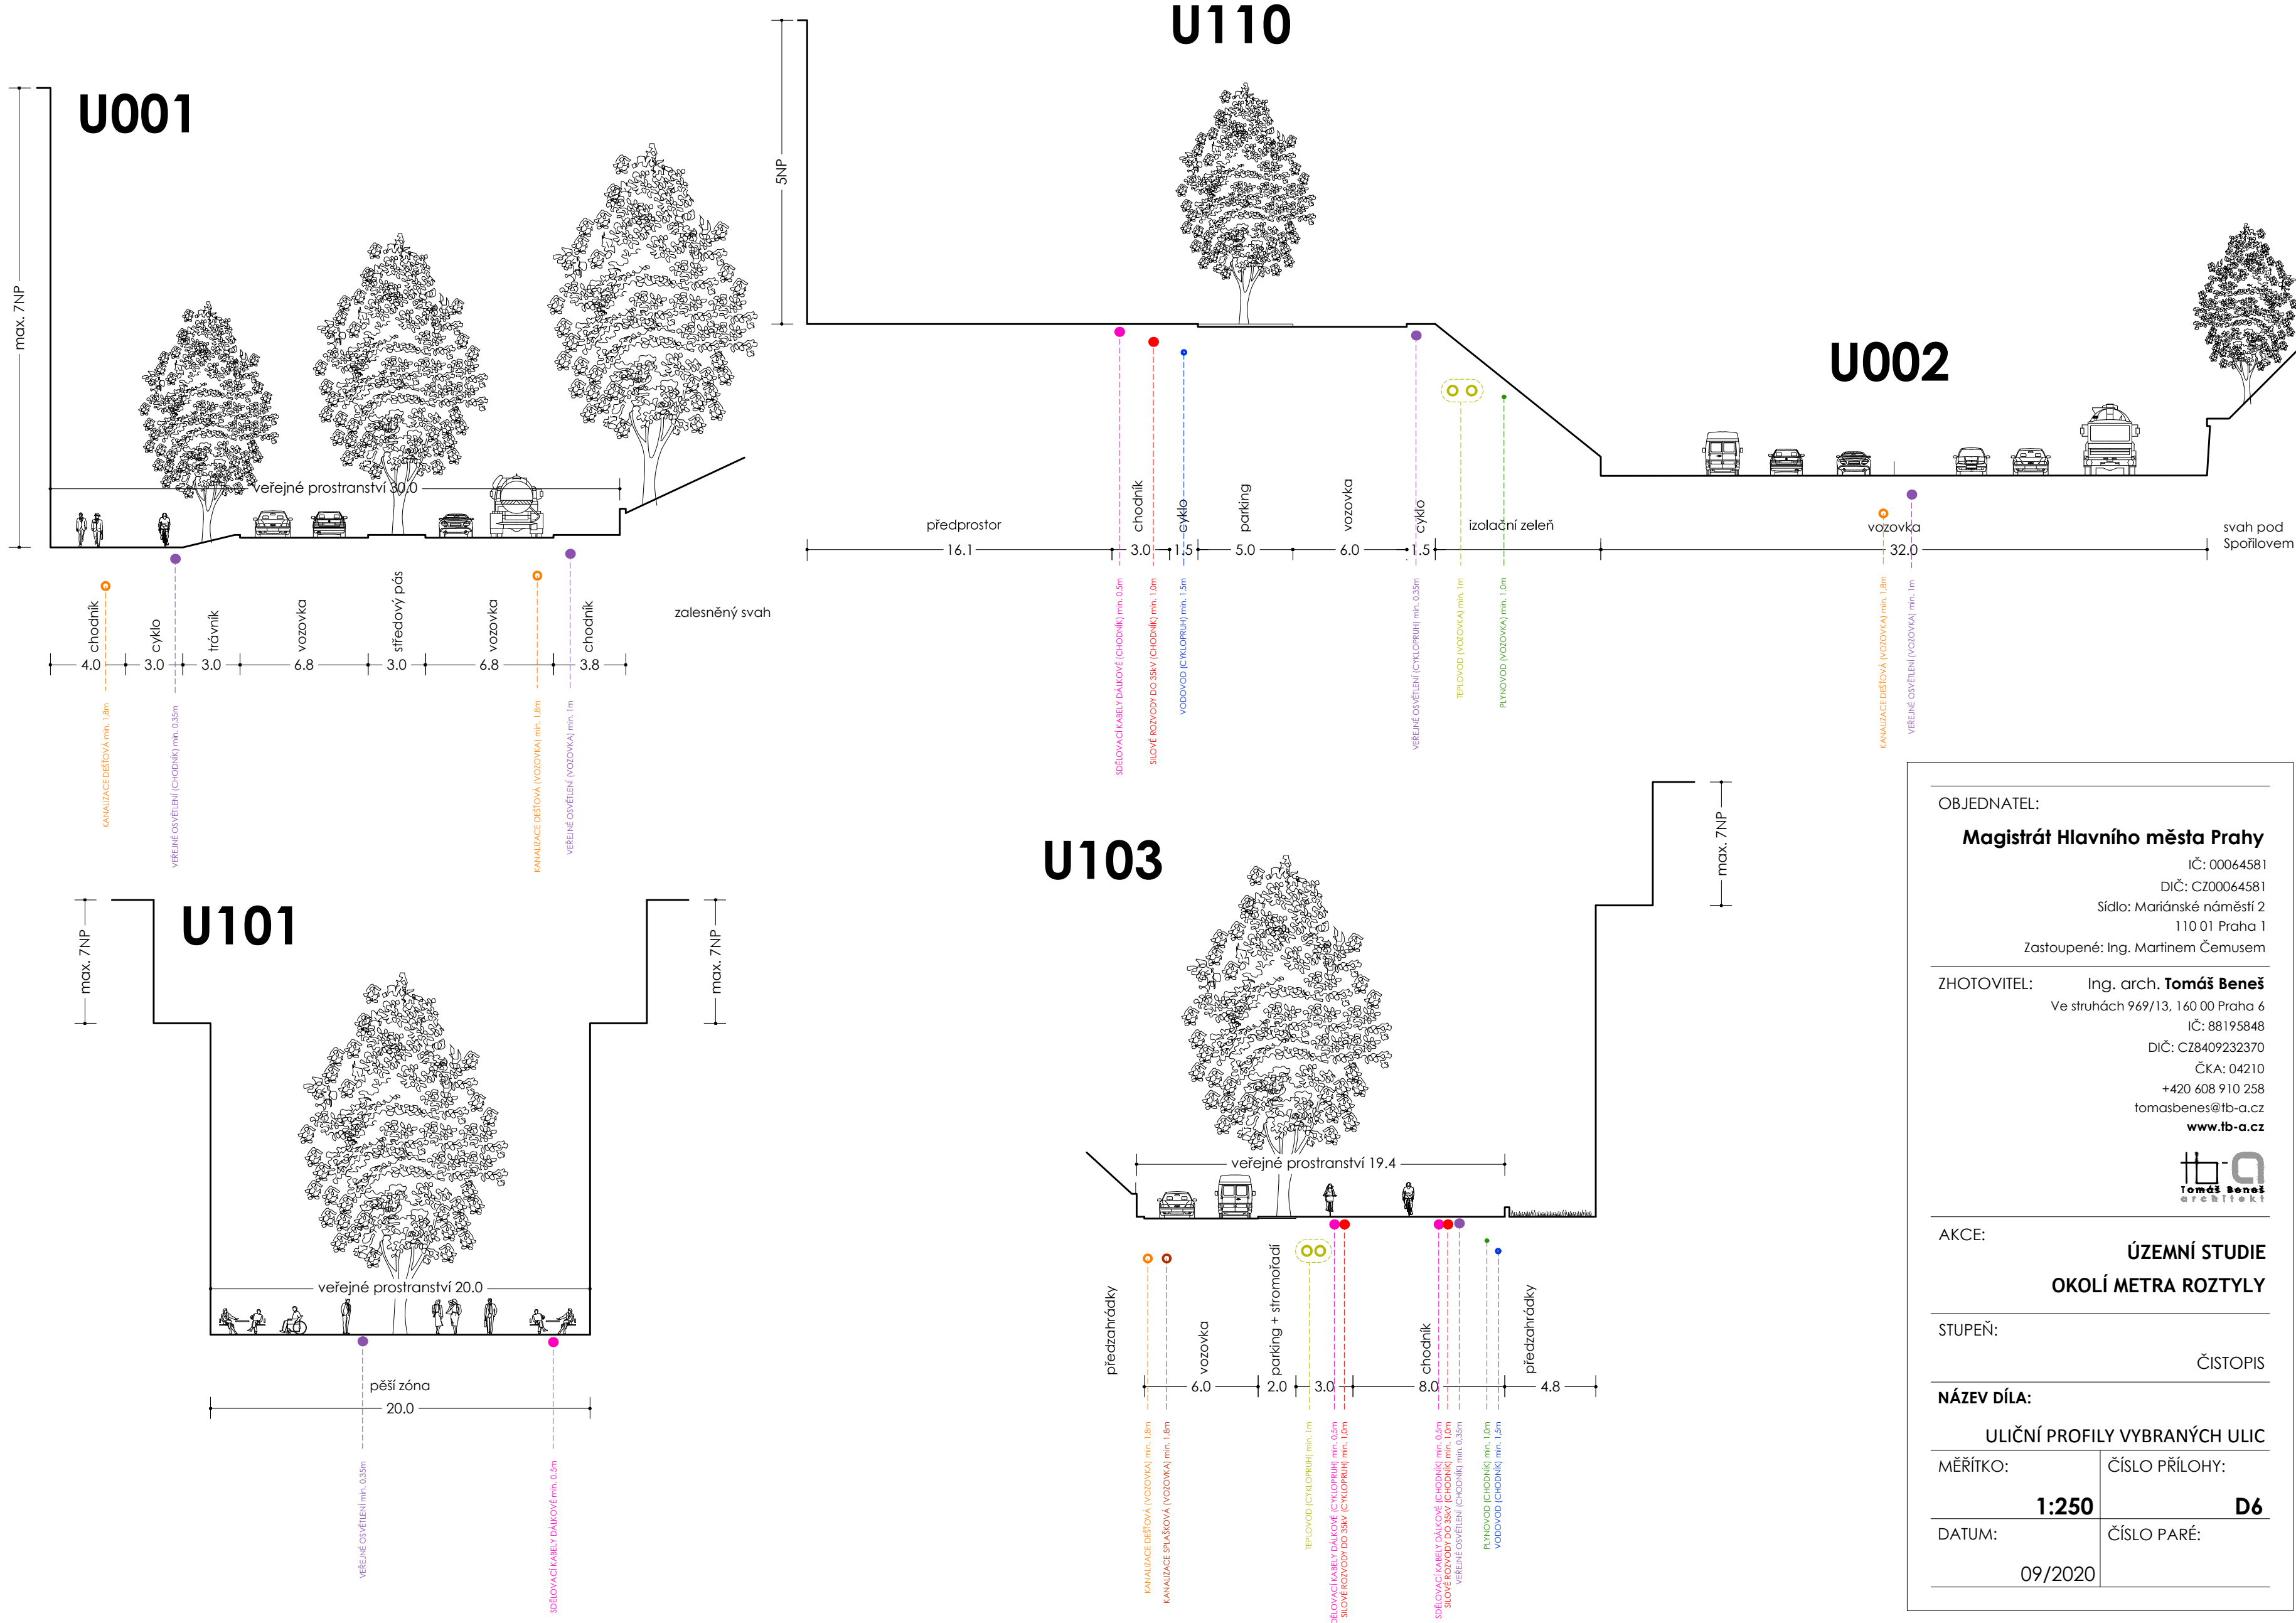 U110
U001
max. 7NP
veřejné prostranství 30.0
chodník
cyklo
trávník
vozovka
středový pás
vozovka
chodník
zalesněný svah
4.0
3.0
3.0
6.8
3.0
6.8
3.8
KANALIZACE DEŠŤOVÁ min. 1,8m
VEŘEJNÉ OSVĚTLENÍ (CHODNÍK) min. 0,35m
KANALIZACE DEŠŤOVÁ (VOZOVKA) min. 1,8m
VEŘEJNÉ OSVĚTLENÍ (VOZOVKA) min. 1m
5NP
U002
předprostor
chodník
cyklo
parking
vozovka
cyklo
izolační zeleň
vozovka
svah pod
Spořilovem
16.1
3.0
1.5
5.0
6.0
1.5
32.0
SDĚLOVACÍ KABELY DÁLKOVÉ (CHODNÍK) min. 0,5m
SILOVÉ ROZVODY DO 35kV (CHODNÍK) min. 1,0m
VODOVOD (CYKLOPRUH) min. 1,5m
VEŘEJNÉ OSVĚTLENÍ (CYKLOPRUH) min. 0,35m
TEPLOVOD (VOZOVKA) min. 1m
PLYNOVOD (VOZOVKA) min. 1,0m
KANALIZACE DEŠŤOVÁ (VOZOVKA) min. 1,8m
VEŘEJNÉ OSVĚTLENÍ (VOZOVKA) min. 1m
U101
max. 7NP
max. 7NP
veřejné prostranství 20.0
pěší zóna
20.0
VEŘEJNÉ OSVĚTLENÍ min. 0,35m
SDĚLOVACÍ KABELY DÁLKOVÉ min. 0,5m
U103
max. 7NP
veřejné prostranství 19.4
předzahrádky
vozovka
parking + stromořadí
chodník
předzahrádky
6.0
2.0
3.0
8.0
4.8
KANALIZACE DEŠŤOVÁ (VOZOVKA) min. 1,8m
KANALIZACE SPLAŠKOVÁ (VOZOVKA) min. 1,8m
TEPLOVOD (CYKLOPRUH) min. 1m
DĚLOVACÍ KABELY DÁLKOVÉ (CYKLOPRUH) min. 0,5m
SILOVÉ ROZVODY DO 35kV (CYKLOPRUH) min. 1,0m
SDĚLOVACÍ KABELY DÁLKOVÉ (CHODNÍK) min. 0,5m
SILOVÉ ROZVODY DO 35kV (CHODNÍK) min. 1,0m
VEŘEJNÉ OSVĚTLENÍ (CHODNÍK) min. 0,35m
PLYNOVOD (CHODNÍK) min. 1,0m
VODOVOD (CHODNÍK) min. 1,5m
OBJEDNATEL:
Magistrát Hlavního města Prahy
IČ: 00064581
DIČ: CZ00064581
Sídlo: Mariánské náměstí 2
110 01 Praha 1
Zastoupené: Ing. Martinem Čemusem
ZHOTOVITEL: Ing. arch. Tomáš Beneš
Ve struhách 969/13, 160 00 Praha 6
IČ: 88195848
DIČ: CZ8409232370
ČKA: 04210
+420 608 910 258
tomasbenes@tb-a.cz
www.tb-a.cz
tb-a
Tomáš Beneš
architekt
AKCE:
ÚZEMNÍ STUDIE
OKOLÍ METRA ROZTYLY
STUPEŇ:
ČISTOPIS
NÁZEV DÍLA:
ULIČNÍ PROFILY VYBRANÝCH ULIC
MĚŘÍTKO:
1:250
ČÍSLO PŘÍLOHY:
D6
DATUM:
09/2020
ČÍSLO PARÉ: